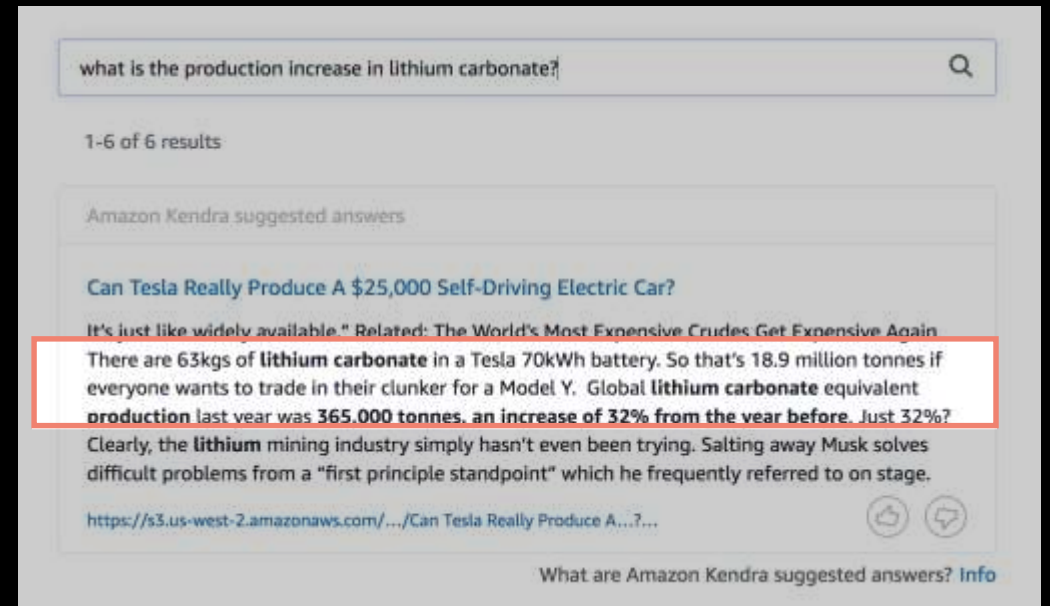 what is the production increase in lithium carbonate?
1-6 of 6 results
Amazon Kendra suggested answers
Can Tesla Really Produce A $25,000 Self-Driving Electric Car?
It's just like widely available." Related: The World's Most Expensive Crudes Get Expensive Again
There are 63kgs of lithium carbonate in a Tesla 70kWh battery. So that's 18.9 million tonnes if
everyone wants to trade in their clunker for a Model Y. Global lithium carbonate equivalent
production last year was 365,000 tonnes, an increase of 32% from the year before. Just 32%?
Clearly, the lithium mining industry simply hasn't even been trying. Salting away Musk solves
difficult problems from a “first principle standpoint” which he frequently referred to on stage.
https://s3.us-west-2.amazonaws.com/.../Can Tesla Really Produce A...?...
What are Amazon Kendra suggested answers? Info